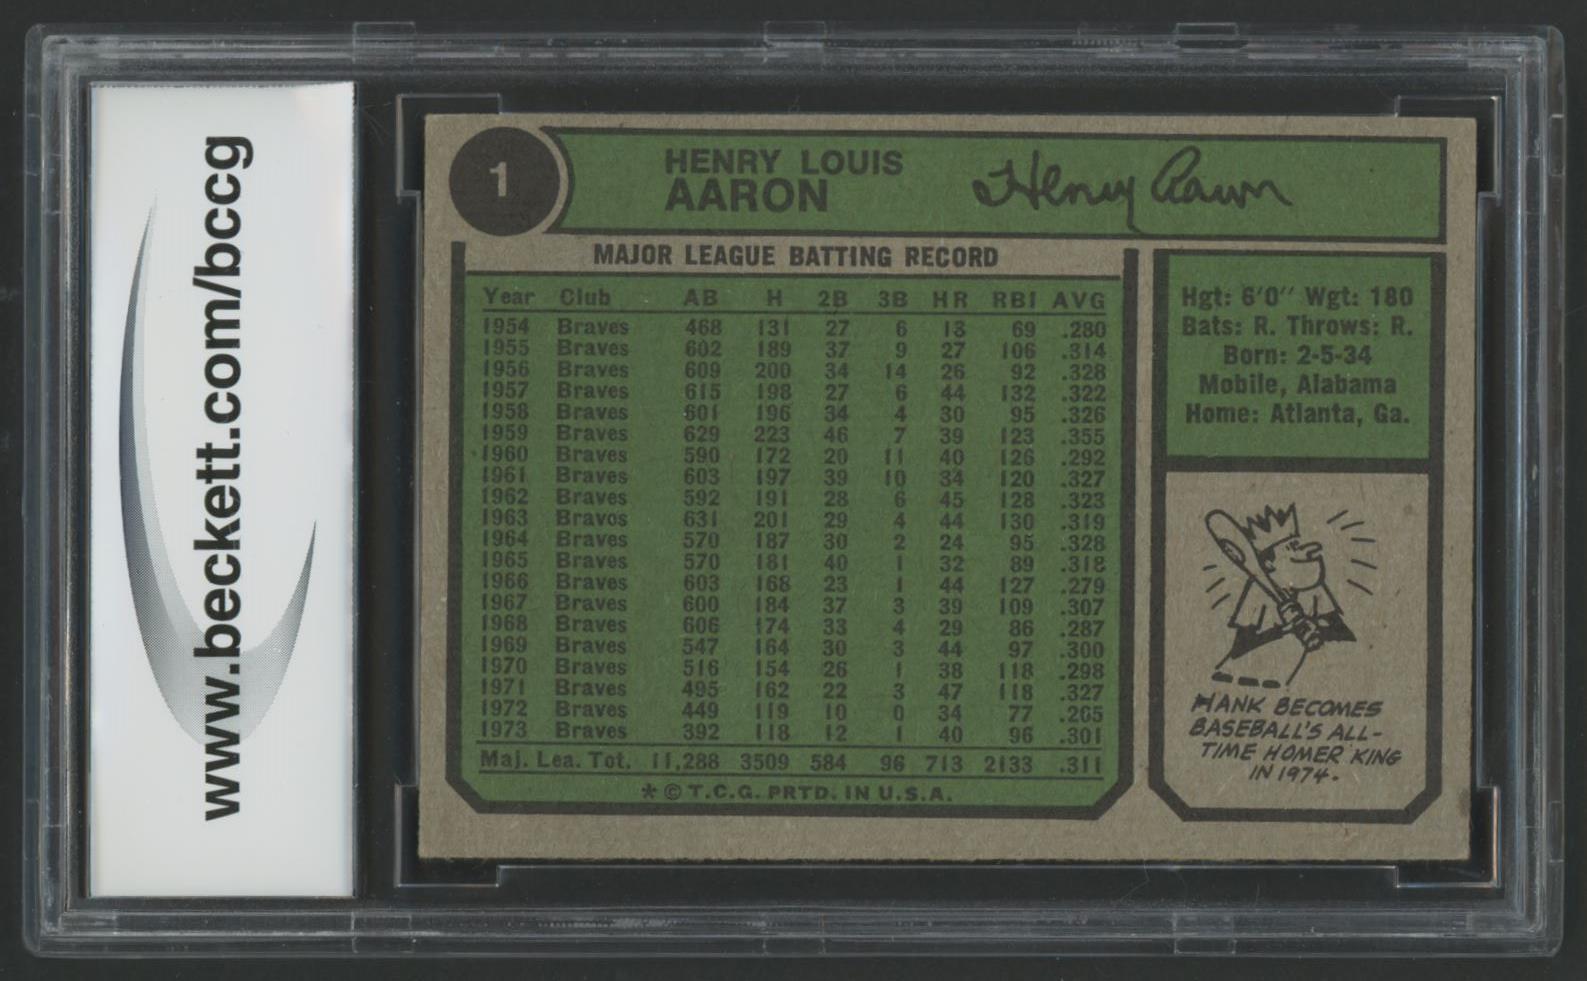 www.beckett.com/bccg
1
HENRY LOUIS
AARON
Henry Aaron
MAJOR LEAGUE BATTING RECORD
Year Club AB H 2B 3B HR RBI AVG
1954 Braves 468 131 27 6 13 69 .280
1955 Braves 602 189 37 9 27 106 .314
1956 Braves 609 200 34 14 26 92 .328
1957 Braves 615 198 27 6 44 132 .322
1958 Braves 601 196 34 4 30 95 .326
1959 Braves 629 223 46 7 39 123 .355
1960 Braves 590 172 20 11 40 126 .292
1961 Braves 603 197 39 10 34 120 .327
1962 Braves 592 191 28 6 45 128 .323
1963 Braves 631 201 29 4 44 130 .319
1964 Braves 570 187 30 2 24 95 .328
1965 Braves 570 181 40 1 32 89 .318
1966 Braves 603 168 23 1 44 127 .279
1967 Braves 600 184 37 3 39 109 .307
1968 Braves 606 174 33 4 29 86 .287
1969 Braves 547 164 30 3 44 97 .300
1970 Braves 516 154 26 1 38 118 .298
1971 Braves 495 162 22 3 47 118 .327
1972 Braves 449 119 10 0 34 77 .265
1973 Braves 392 118 12 1 40 96 .301
Maj. Lea. Tot. 11,288 3509 584 96 713 2133 .311
* © T.C.G. PRTD. IN U.S.A.
Hgt: 6'0" Wgt: 180
Bats: R. Throws: R.
Born: 2-5-34
Mobile, Alabama
Home: Atlanta, Ga.
HANK BECOMES
BASEBALL'S ALL-
TIME HOMER KING
IN 1974.